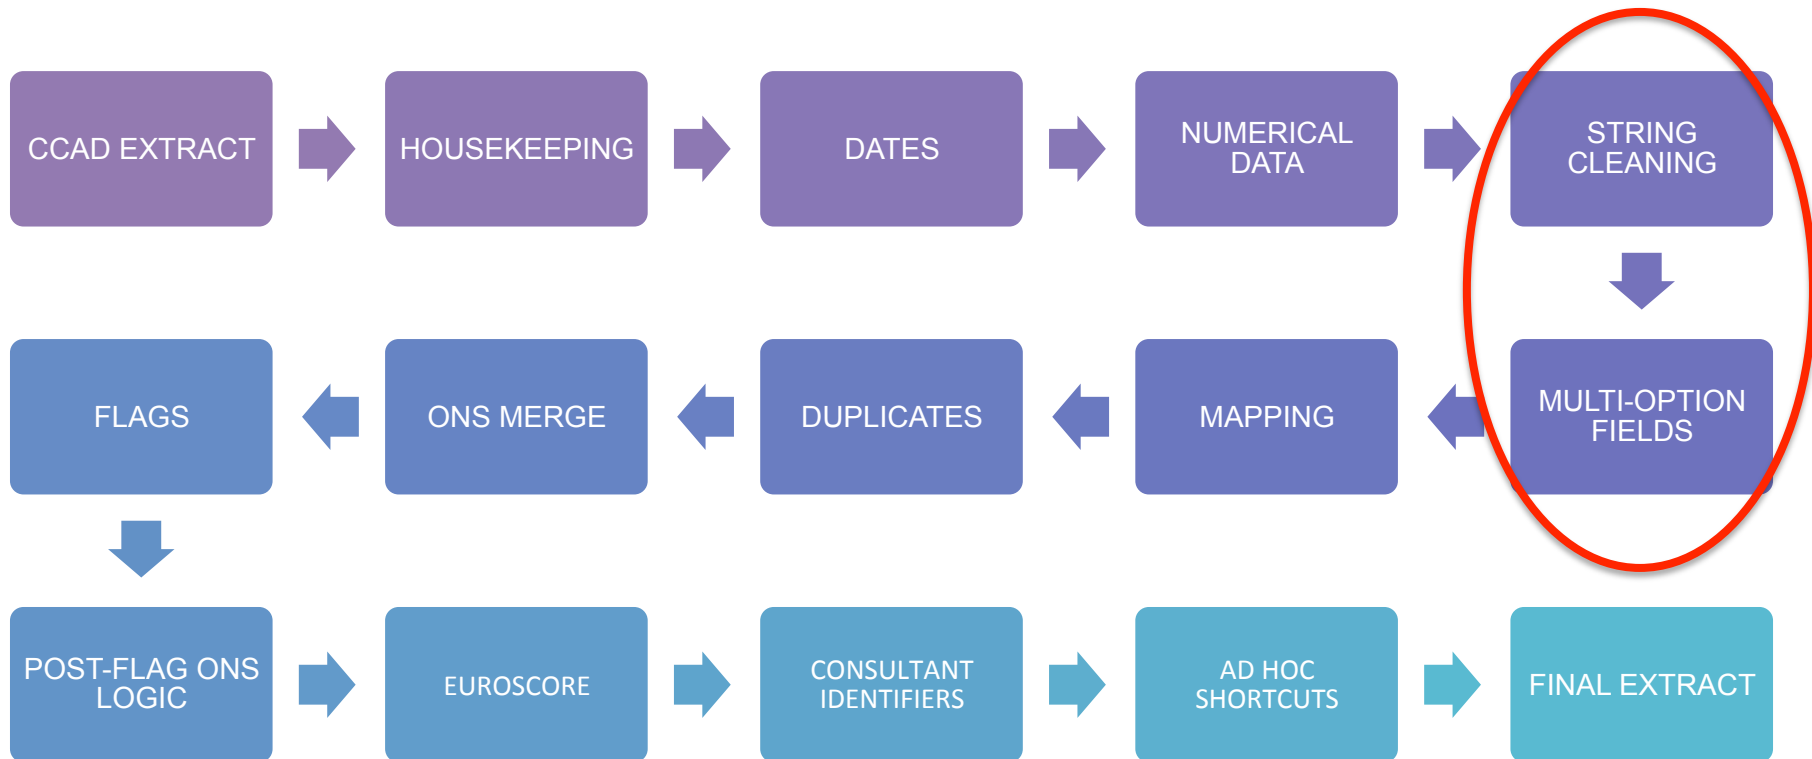 CCAD EXTRACT
HOUSEKEEPING
DATES
NUMERICAL
DATA
STRING
CLEANING
FLAGS
ONS MERGE
DUPLICATES
MAPPING
MULTI-OPTION
FIELDS
POST-FLAG ONS
LOGIC
EUROSCORE
CONSULTANT
IDENTIFIERS
AD HOC
SHORTCUTS
FINAL EXTRACT